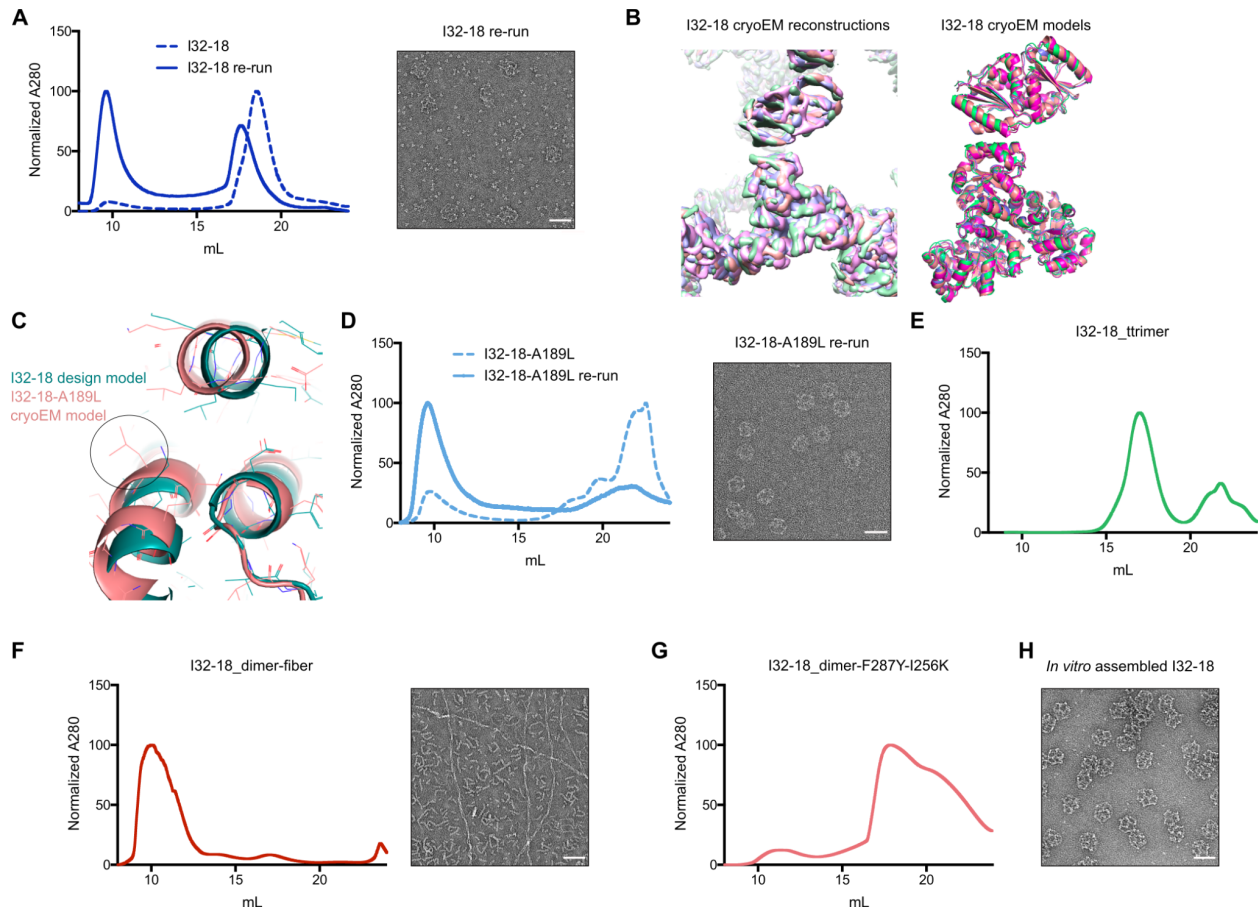 A
I32-18
I32-18 re-run
Normalized A280
150
100
50
0
10
15
20
mL
I32-18 re-run
B
I32-18 cryoEM reconstructions
I32-18 cryoEM models
C
I32-18 design model
I32-18-A189L
cryoEM model
D
I32-18-A189L
I32-18-A189L re-run
Normalized A280
150
100
50
0
10
15
20
mL
I32-18-A189L re-run
E
I32-18_ttrimer
Normalized A280
150
100
50
0
10
15
20
mL
F
I32-18_dimer-fiber
Normalized A280
150
100
50
0
10
15
20
mL
G
I32-18_dimer-F287Y-I256K
Normalized A280
150
100
50
0
10
15
20
mL
H
In vitro assembled I32-18